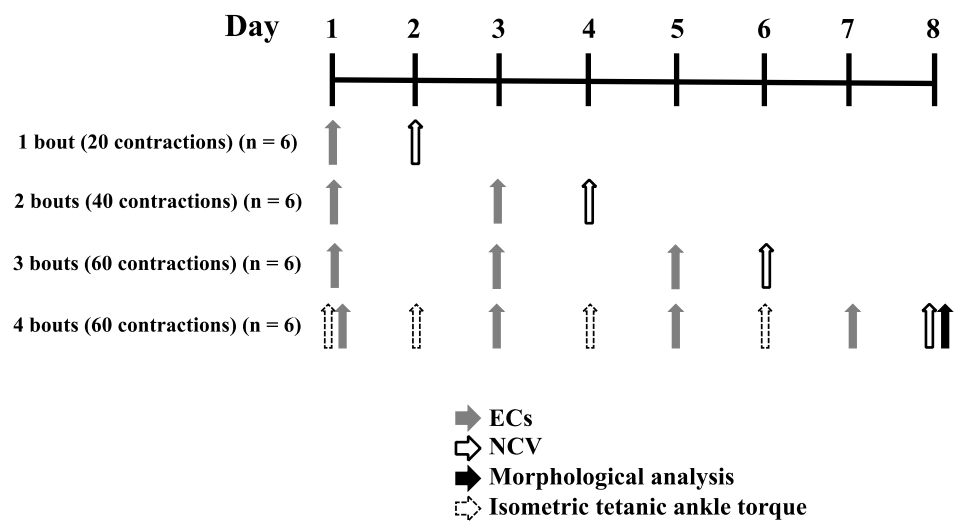 Day 1 2 3 4 5 6 7 8
1 bout (20 contractions) (n = 6)
2 bouts (40 contractions) (n = 6)
3 bouts (60 contractions) (n = 6)
4 bouts (60 contractions) (n = 6)
ECs
NCV
Morphological analysis
Isometric tetanic ankle torque